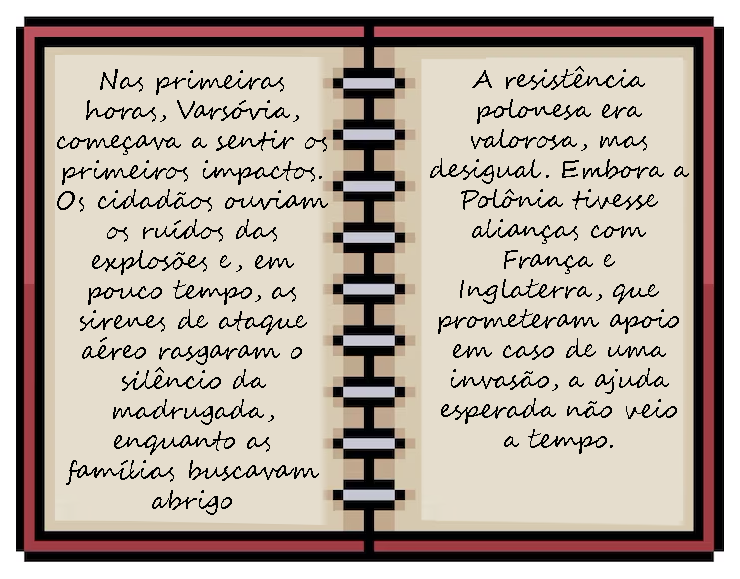 Nas primeiras
horas, Varsóvia,
começava a sentir os
primeiros impactos.
Os cidadãos ouviam
os ruídos das
explosões e, em
pouco tempo, as
sirenes de ataque
aéreo rasgaram o
silêncio da
madrugada,
enquanto as
famílias buscavam
abrigo
A resistência
polonesa era
valorosa, mas
desigual. Embora a
Polônia tivesse
alianças com
França e
Inglaterra, que
prometeram apoio
em caso de uma
invasão, a ajuda
esperada não veio
a tempo.